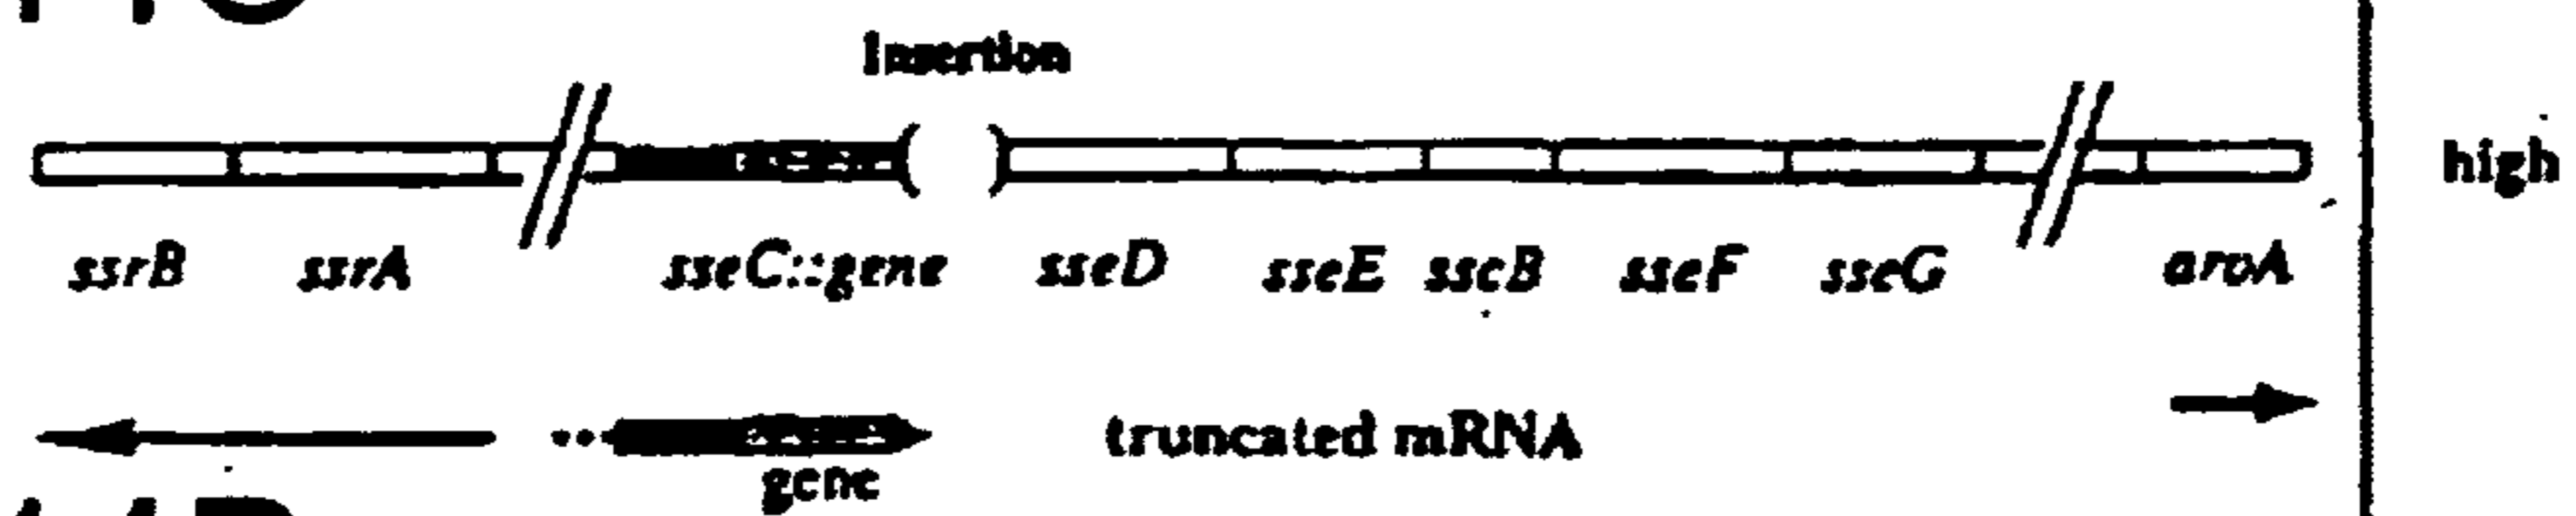 Insertion
high
ssrB ssrA sseC::gene sseD sseE sscB sseF sseG aroA
truncated mRNA
gene